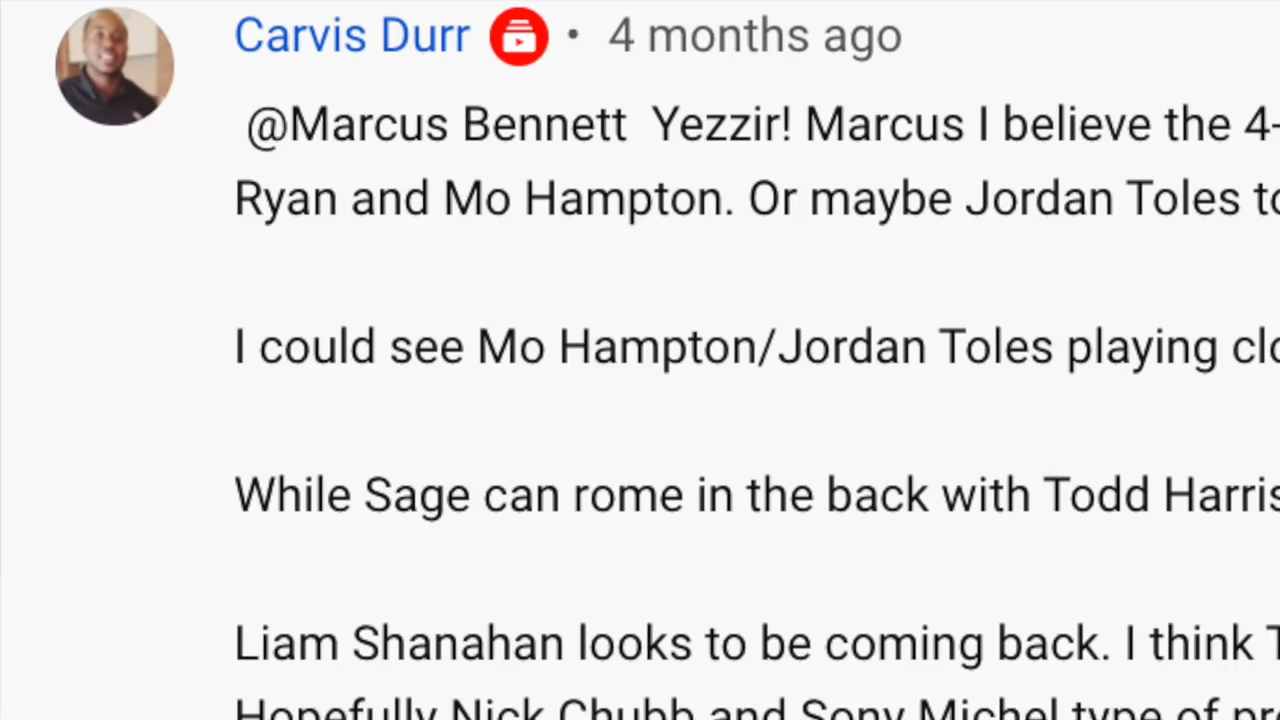 Carvis Durr • 4 months ago
@Marcus Bennett Yezzir! Marcus I believe the 4-
Ryan and Mo Hampton. Or maybe Jordan Toles to
I could see Mo Hampton/Jordan Toles playing clo
While Sage can rome in the back with Todd Harris
Liam Shanahan looks to be coming back. I think T
Hopefully Nick Chubb and Sony Michel type of pr